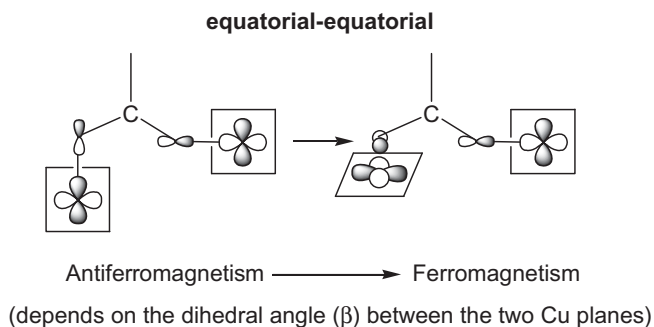 equatorial-equatorial
C
C
Antiferromagnetism Ferromagnetism
(depends on the dihedral angle (β) between the two Cu planes)